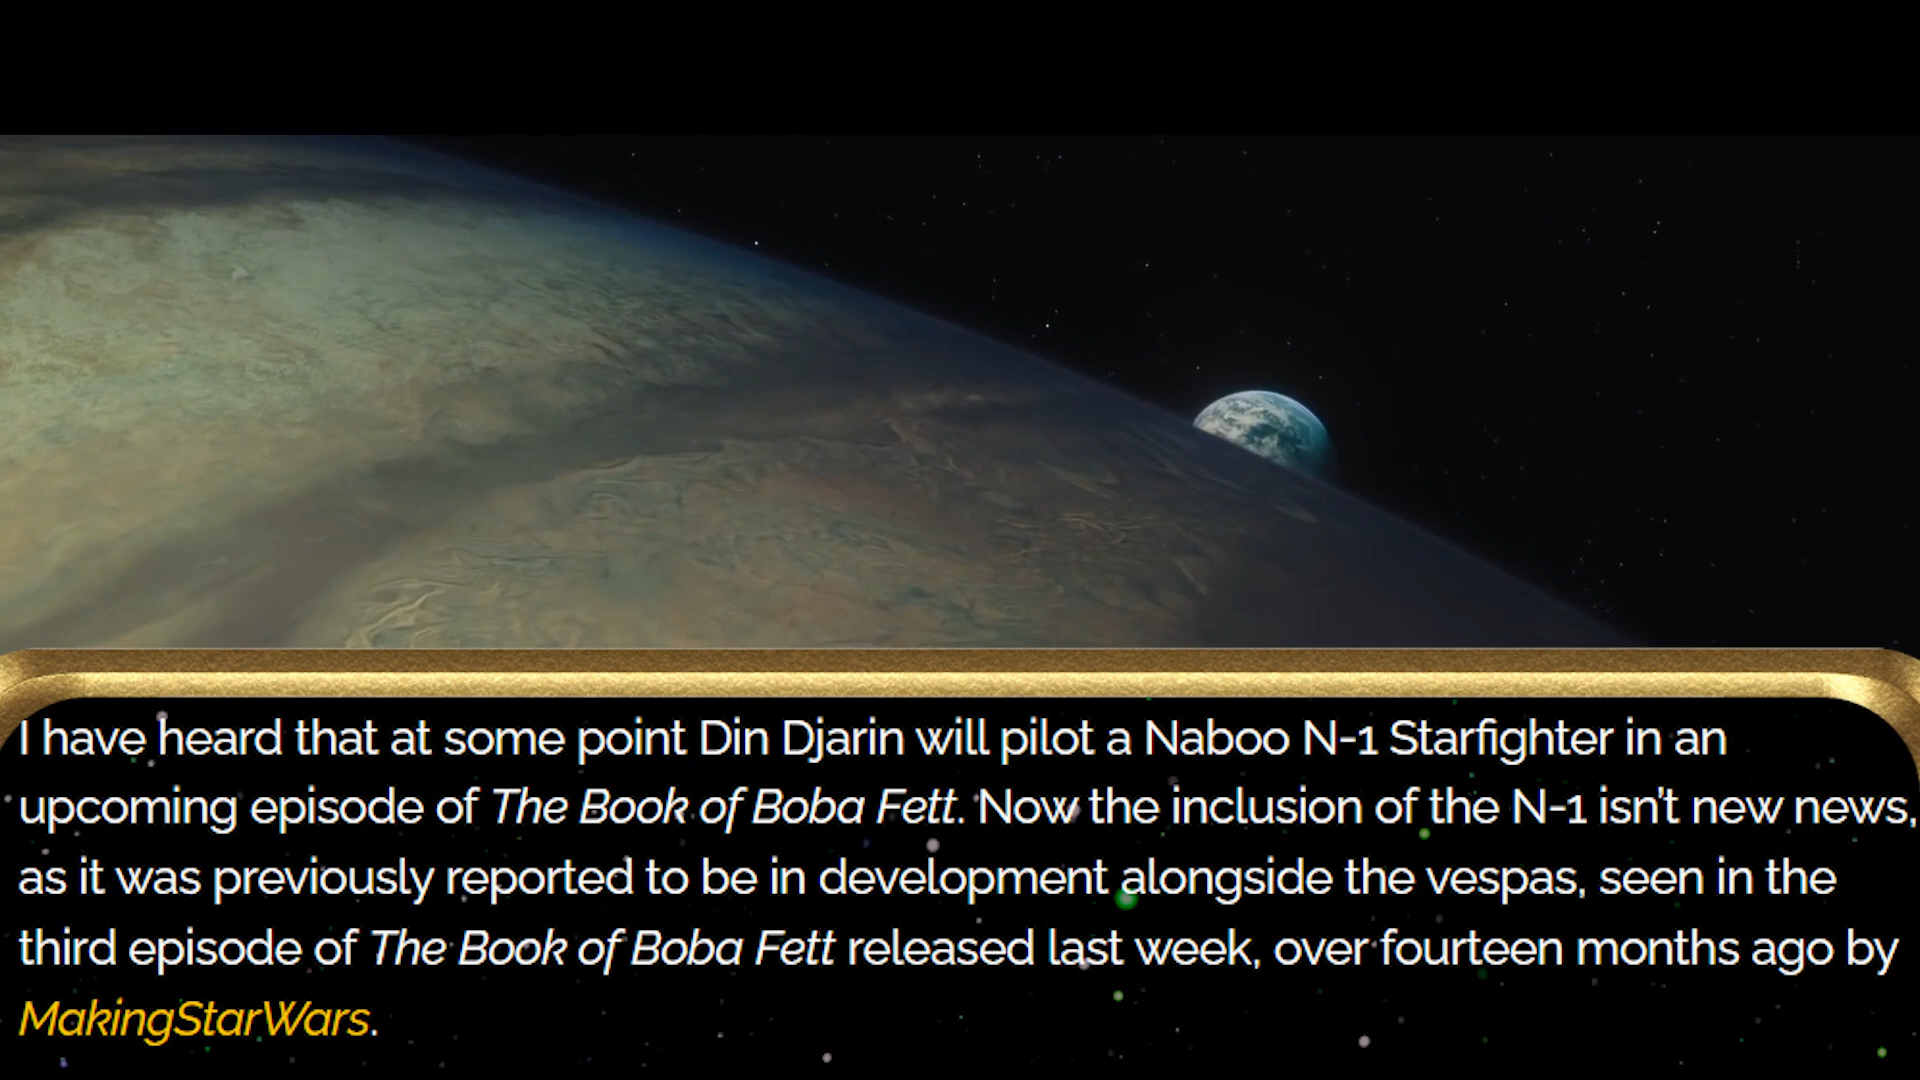 I have heard that at some point Din Djarin will pilot a Naboo N-1 Starfighter in an
upcoming episode of The Book of Boba Fett. Now the inclusion of the N-1 isn't new news,
as it was previously reported to be in development alongside the vespas, seen in the
third episode of The Book of Boba Fett released last week, over fourteen months ago by
MakingStarWars.